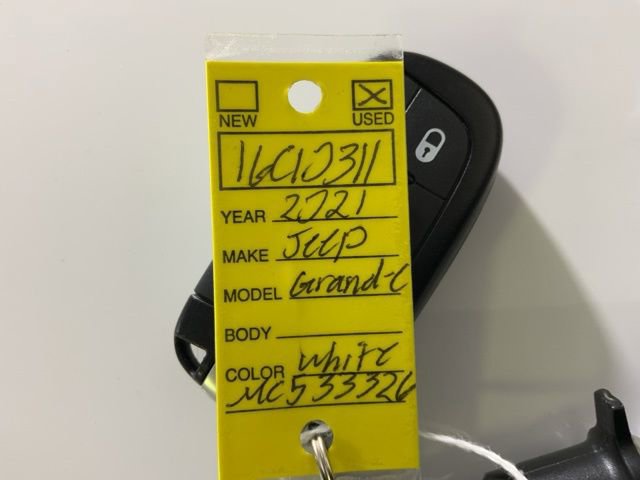 NEW USED
16C10311
YEAR 2021
MAKE Jeep
MODEL Grand-C
BODY
COLOR White
MC533326